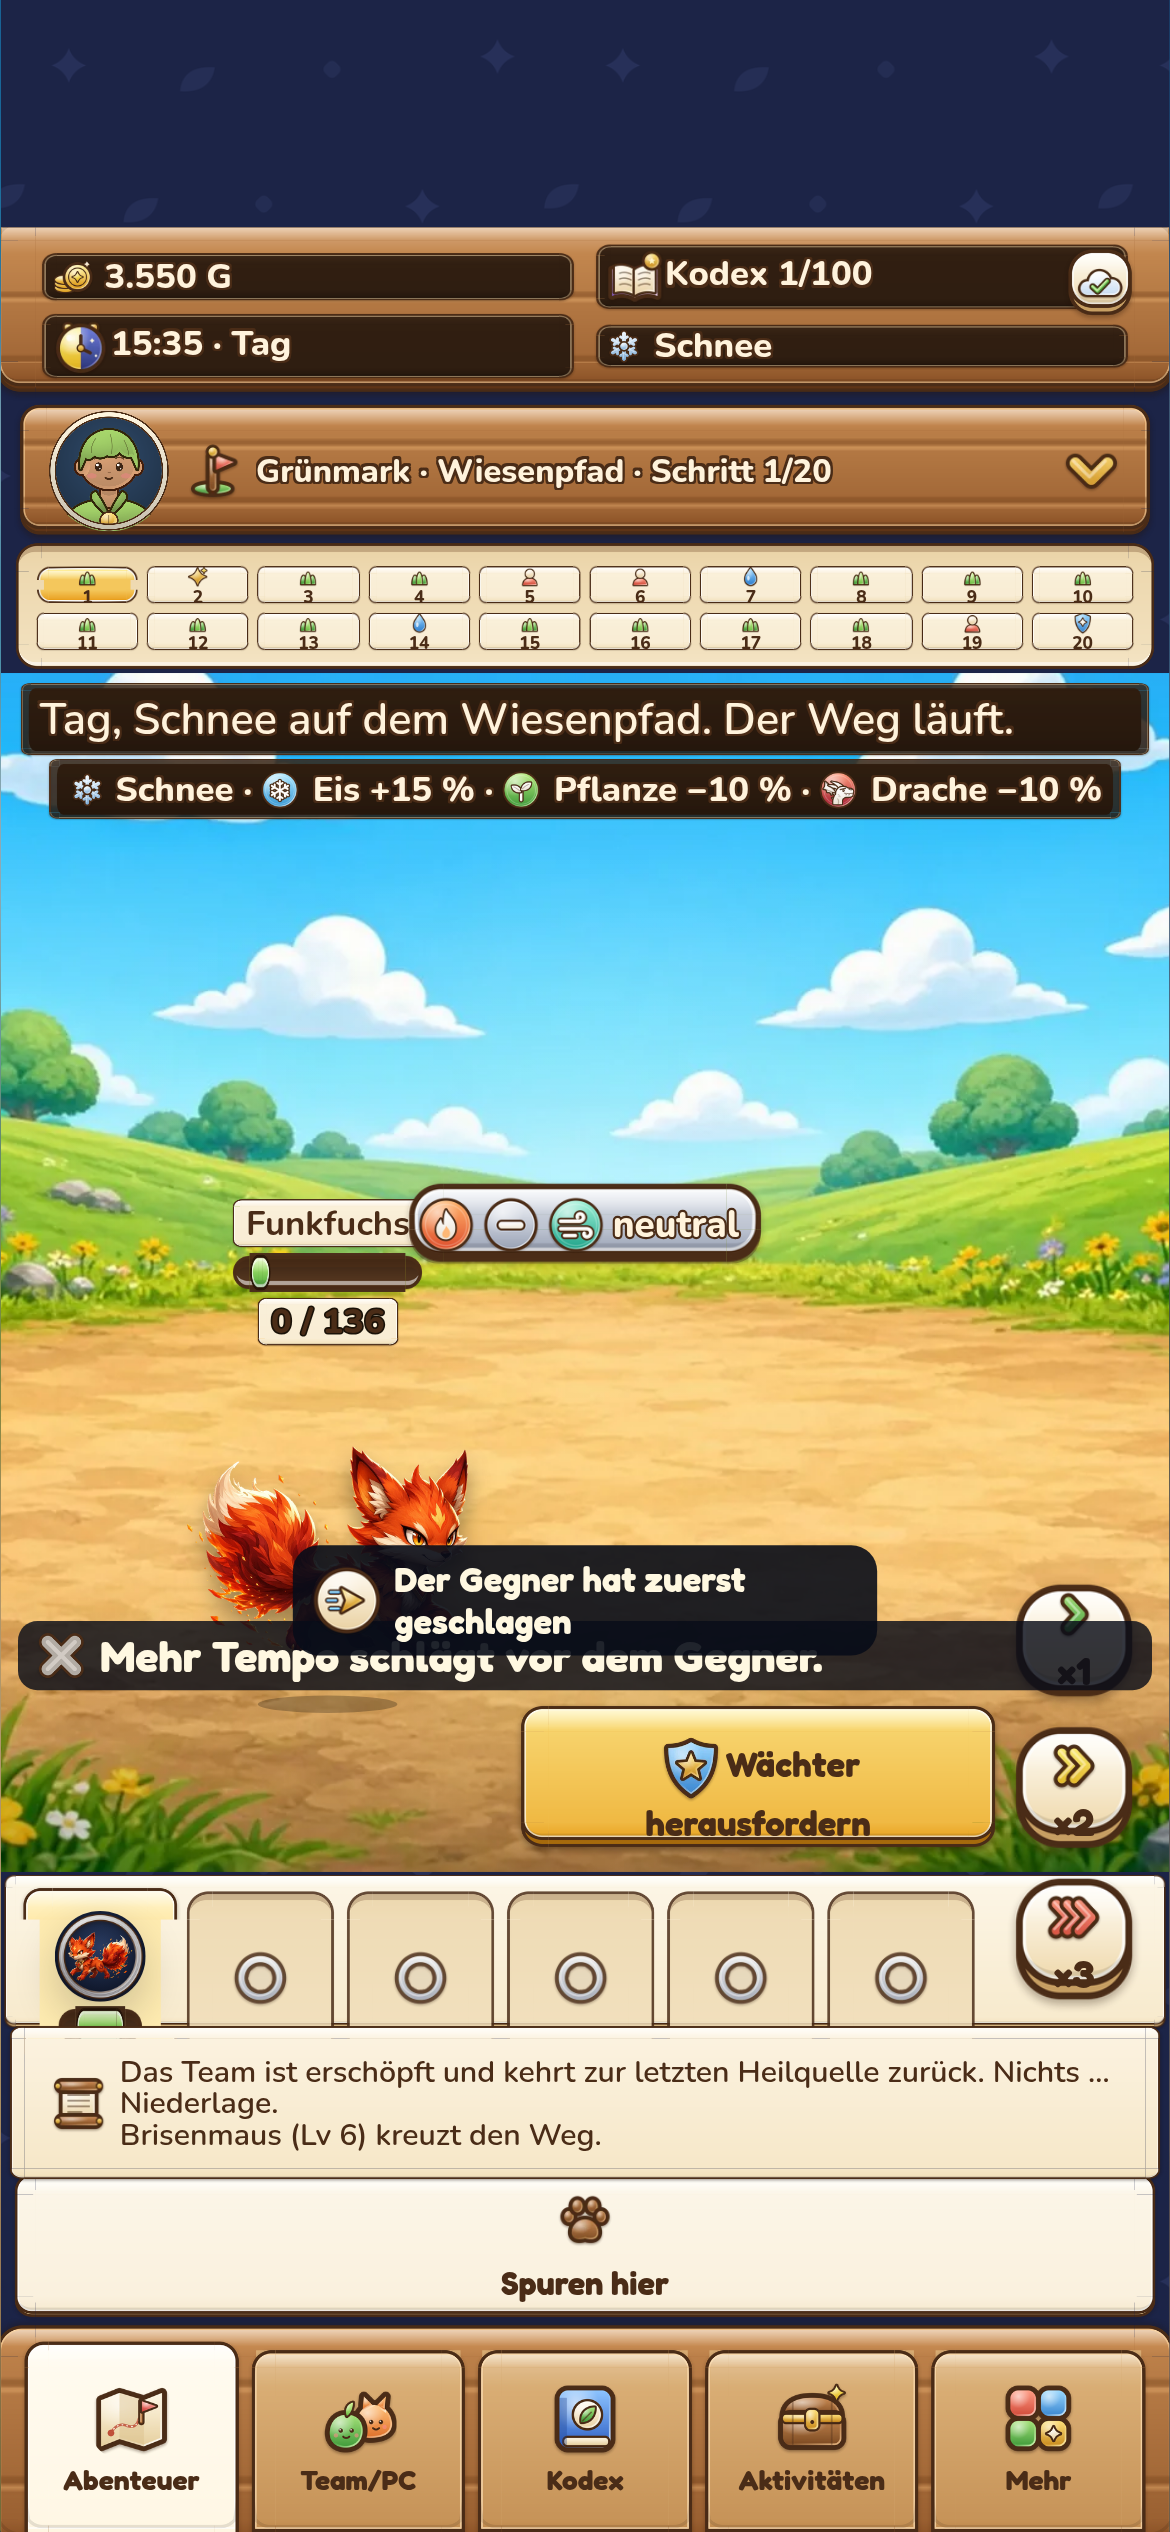 3.550 G
Kodex 1/100
15:35 · Tag
Schnee
Grünmark · Wiesenpfad · Schritt 1/20
1 2 3 4 5 6 7 8 9 10
11 12 13 14 15 16 17 18 19 20
Tag, Schnee auf dem Wiesenpfad. Der Weg läuft.
Schnee · Eis +15 % · Pflanze −10 % · Drache −10 %
Funkfuchs
neutral
0 / 136
Der Gegner hat zuerst
geschlagen
Mehr Tempo schlägt vor dem Gegner.
x1
Wächter
herausfordern
x2
x3
Das Team ist erschöpft und kehrt zur letzten Heilquelle zurück. Nichts ...
Niederlage.
Brisenmaus (Lv 6) kreuzt den Weg.
Spuren hier
Abenteuer
Team/PC
Kodex
Aktivitäten
Mehr